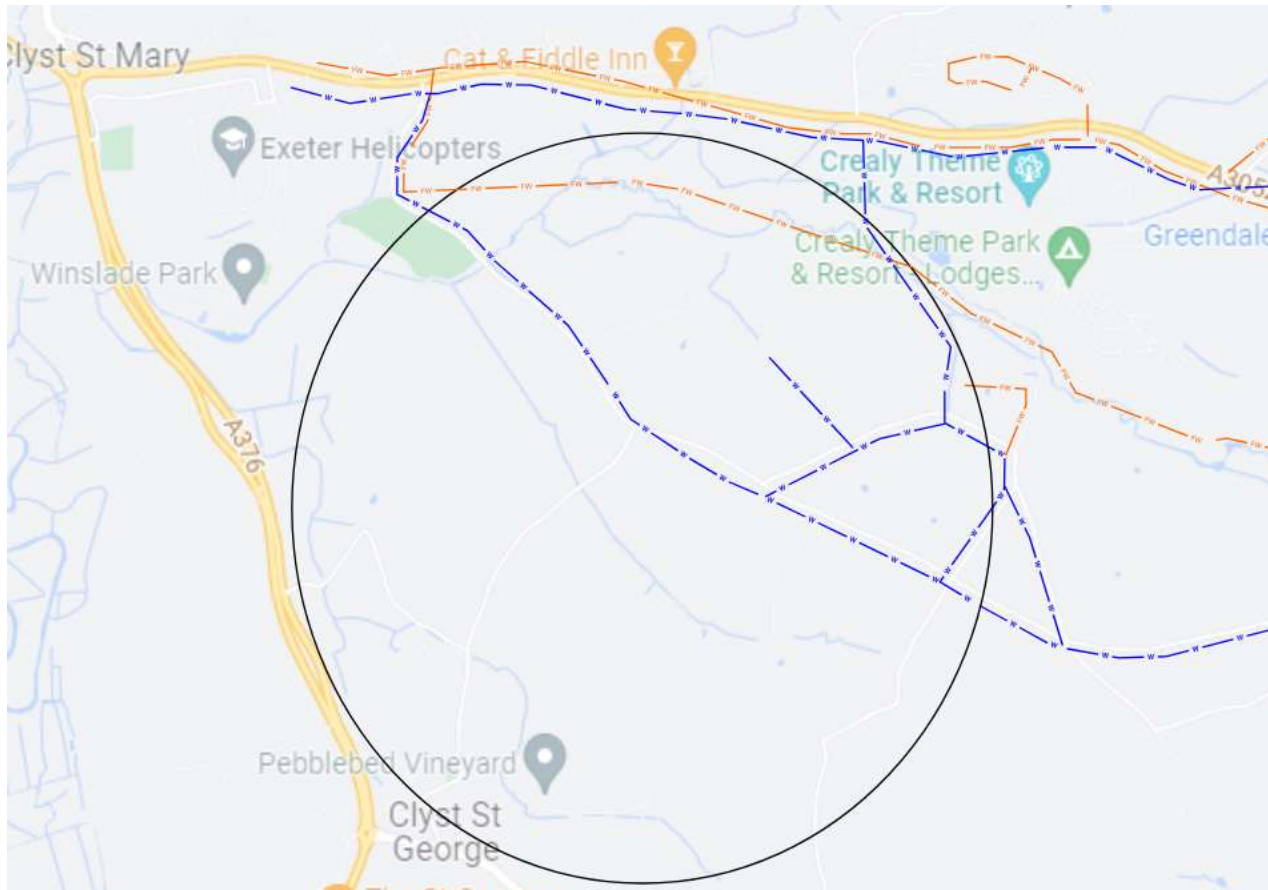 Clyst St Mary
Cat & Fiddle Inn
FW
W
Exeter Helicopters
Crealy Theme
Park & Resort
A3052
Winslade Park
Crealy Theme Park
& Resort - Lodges...
Greendale
A376
Pebblebed Vineyard
Clyst St
George